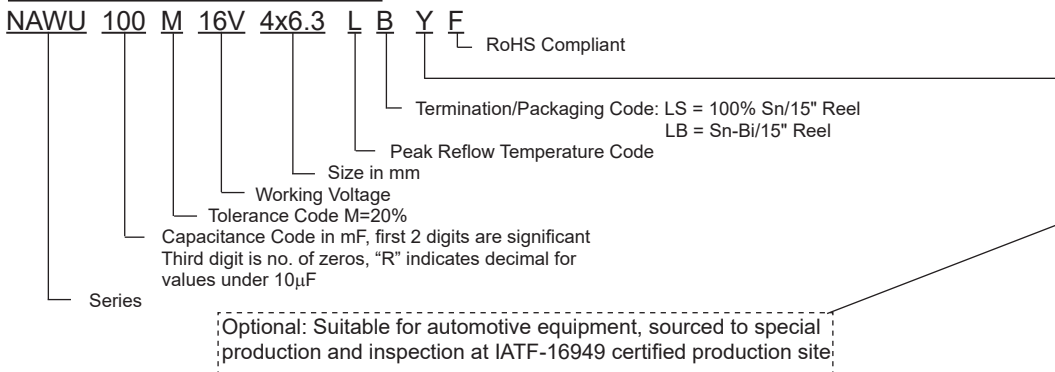 NAWU 100 M 16V 4x6.3 L B Y F
RoHS Compliant
Termination/Packaging Code: LS = 100% Sn/15" Reel
LB = Sn-Bi/15" Reel
Peak Reflow Temperature Code
Size in mm
Working Voltage
Tolerance Code M=20%
Capacitance Code in mF, first 2 digits are significant
Third digit is no. of zeros, “R” indicates decimal for
values under 10μF
Series
Optional: Suitable for automotive equipment, sourced to special
production and inspection at IATF-16949 certified production site